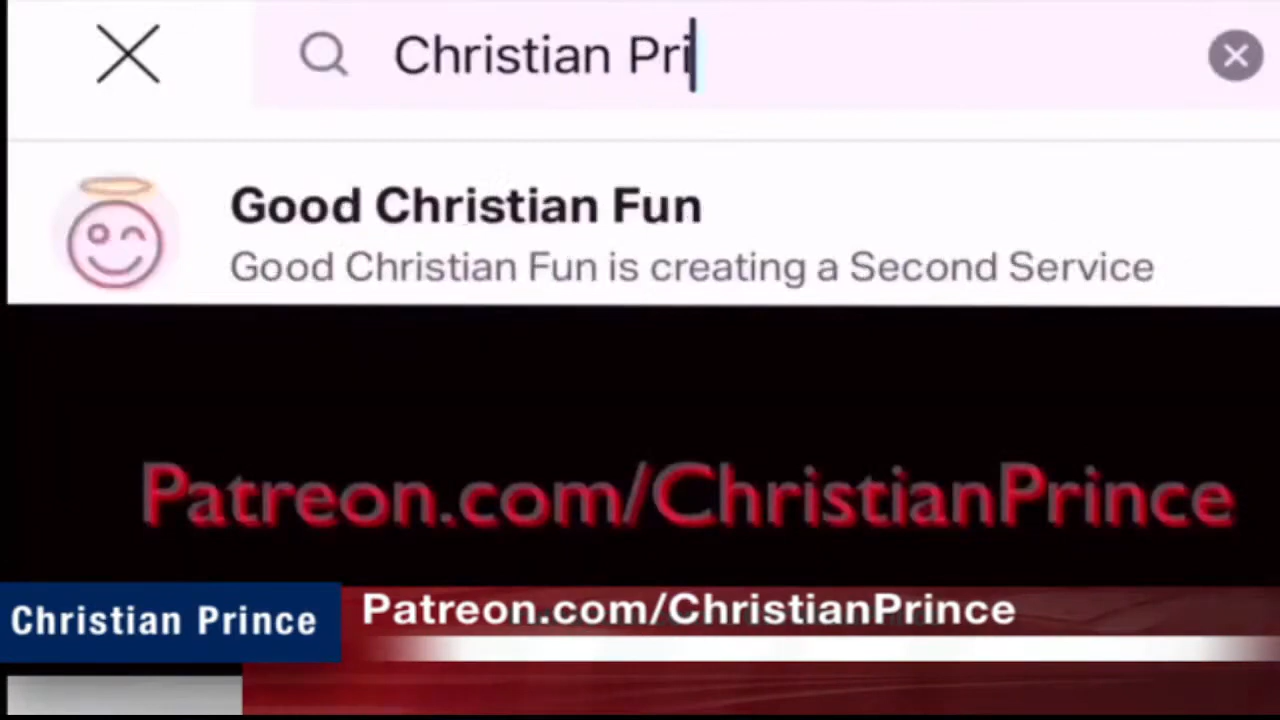 Christian Pri
Good Christian Fun
Good Christian Fun is creating a Second Service
Patreon.com/ChristianPrince
Christian Prince
Patreon.com/ChristianPrince